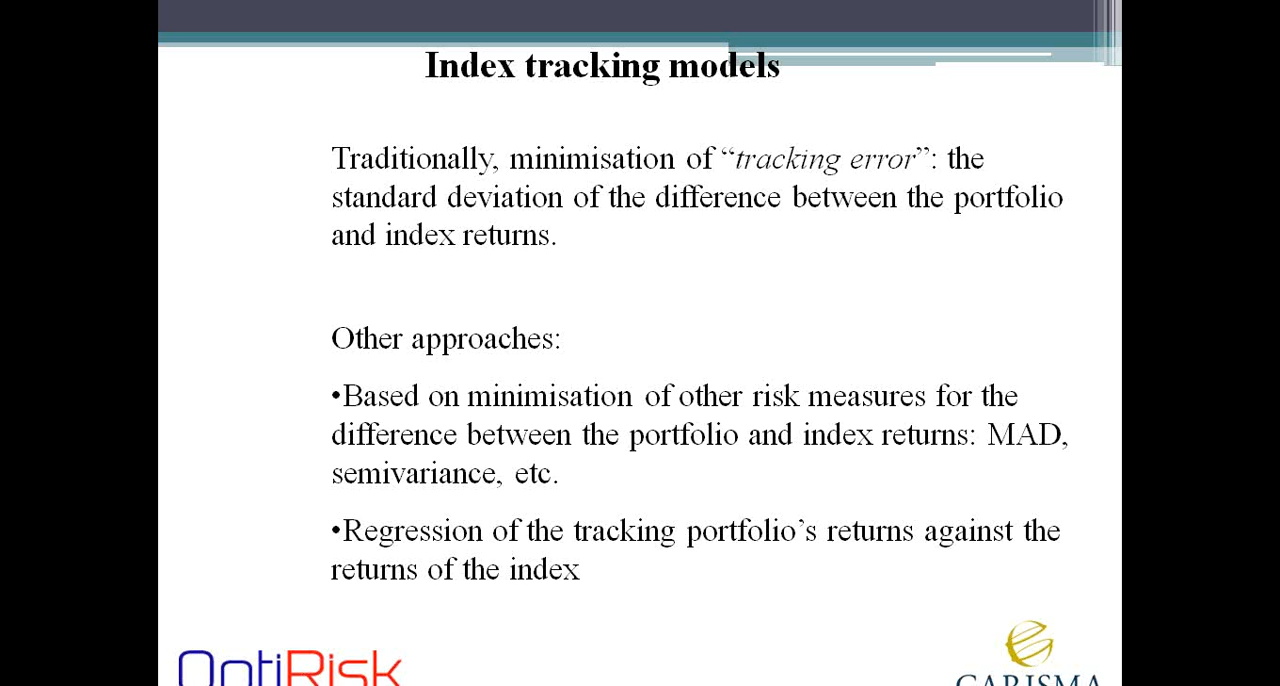 Index tracking models
Traditionally, minimisation of “tracking error”: the
standard deviation of the difference between the portfolio
and index returns.
Other approaches:
•Based on minimisation of other risk measures for the
difference between the portfolio and index returns: MAD,
semivariance, etc.
•Regression of the tracking portfolio’s returns against the
returns of the index
OptiRisk
CARISMA